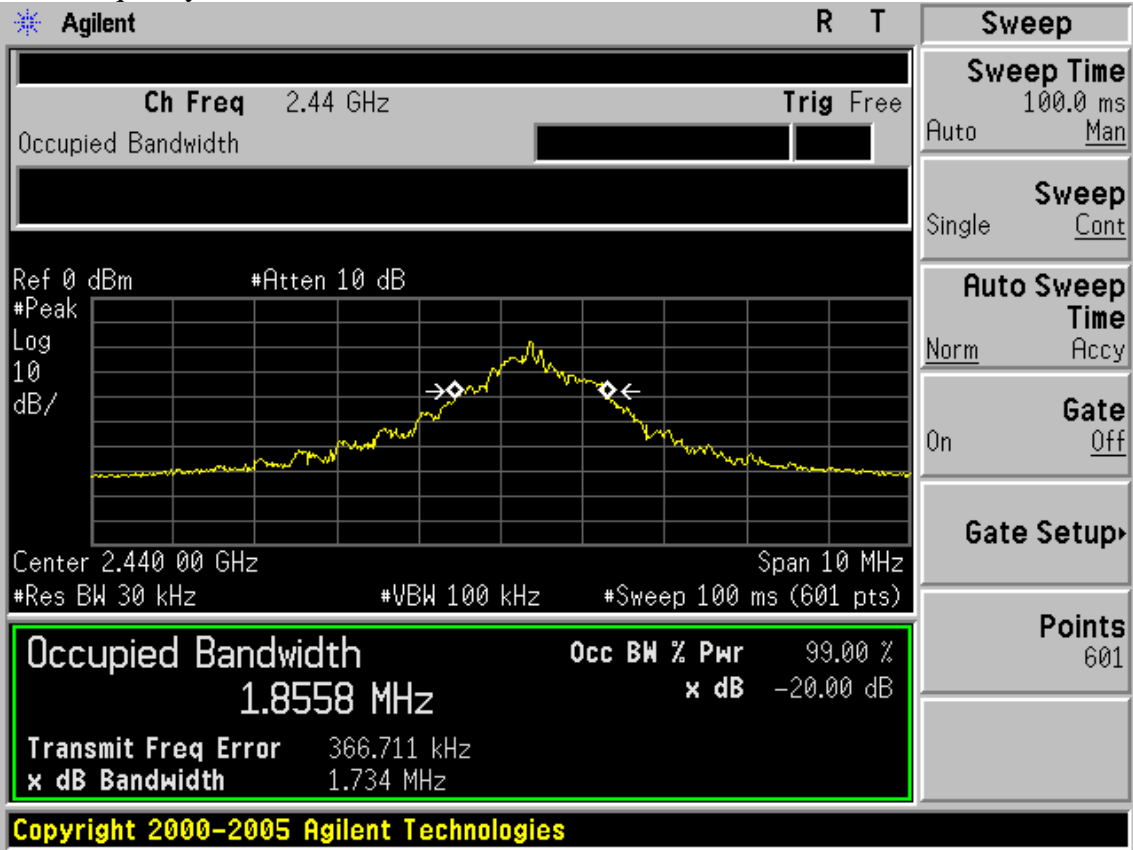 Agilent R T
Ch Freq 2.44 GHz Trig Free
Occupied Bandwidth
Ref 0 dBm #Atten 10 dB
#Peak
Log
10
dB/
Center 2.440 00 GHz Span 10 MHz
#Res BW 30 kHz #VBW 100 kHz #Sweep 100 ms (601 pts)
Occupied Bandwidth Occ BW % Pwr 99.00 %
1.8558 MHz x dB -20.00 dB
Transmit Freq Error 366.711 kHz
x dB Bandwidth 1.734 MHz
Copyright 2000-2005 Agilent Technologies
Sweep
Sweep Time
100.0 ms
Auto Man
Sweep
Single Cont
Auto Sweep
Time
Norm Accy
Gate
On Off
Gate Setup
Points
601